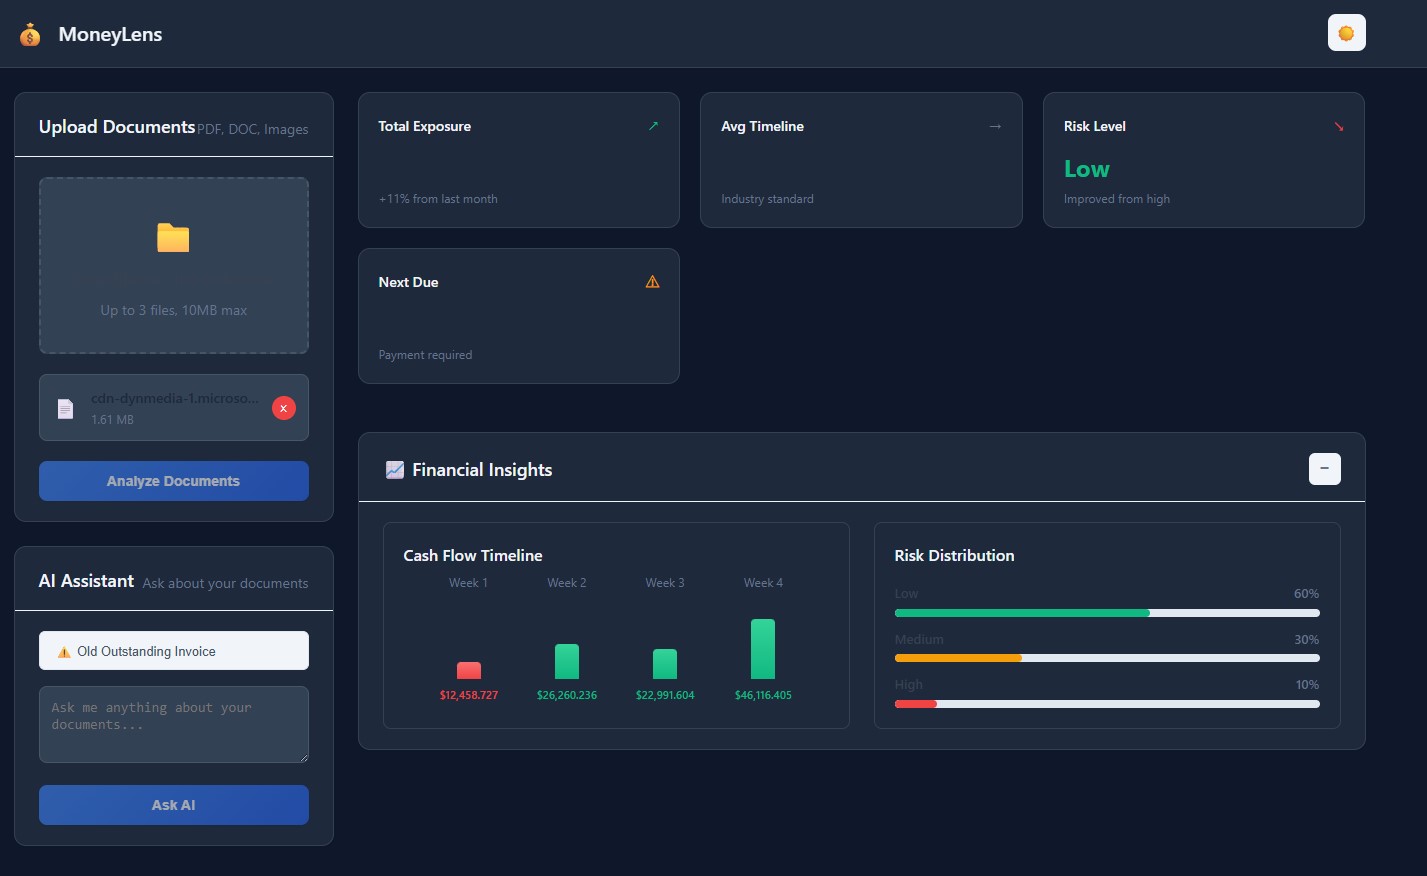 MoneyLens
Upload Documents
PDF, DOC, Images
Up to 3 files, 10MB max
cdn-dynmedia-1.microso...
1.61 MB
x
Analyze Documents
AI Assistant
Ask about your documents
Old Outstanding Invoice
Ask me anything about your
documents...
Ask AI
Total Exposure
↗
+11% from last month
Avg Timeline
→
Industry standard
Risk Level
↘
Low
Improved from high
Next Due
Payment required
Financial Insights
−
Cash Flow Timeline
Week 1 Week 2 Week 3 Week 4
$12,458.727 $26,260.236 $22,991.604 $46,116.405
Risk Distribution
Low 60%
Medium 30%
High 10%